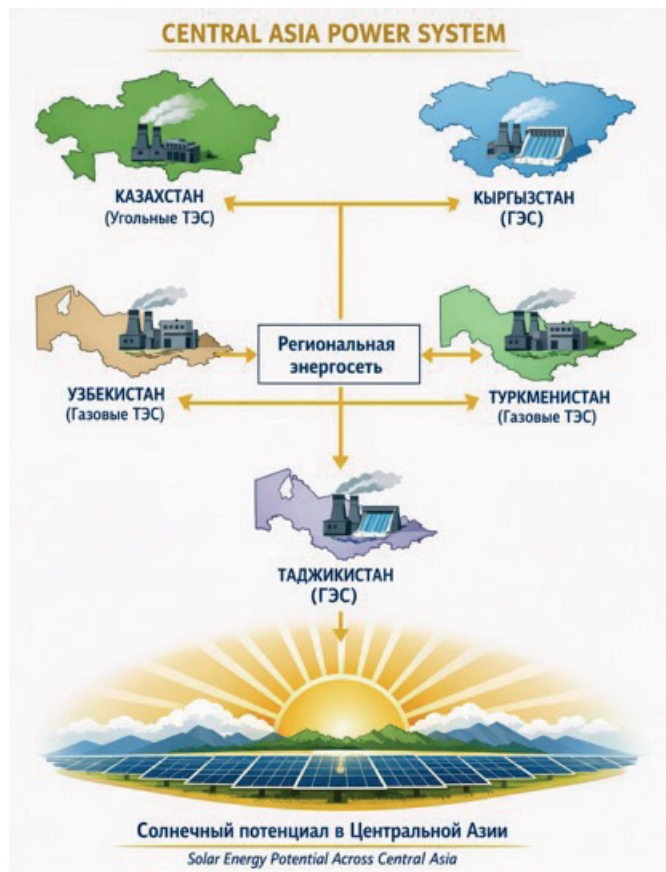 CENTRAL ASIA POWER SYSTEM
КАЗАХСТАН
(Угольные ТЭС)
КЫРГЫЗСТАН
(ГЭС)
Региональная
энергосеть
УЗБЕКИСТАН
(Газовые ТЭС)
ТУРКМЕНИСТАН
(Газовые ТЭС)
ТАДЖИКИСТАН
(ГЭС)
Солнечный потенциал в Центральной Азии
Solar Energy Potential Across Central Asia